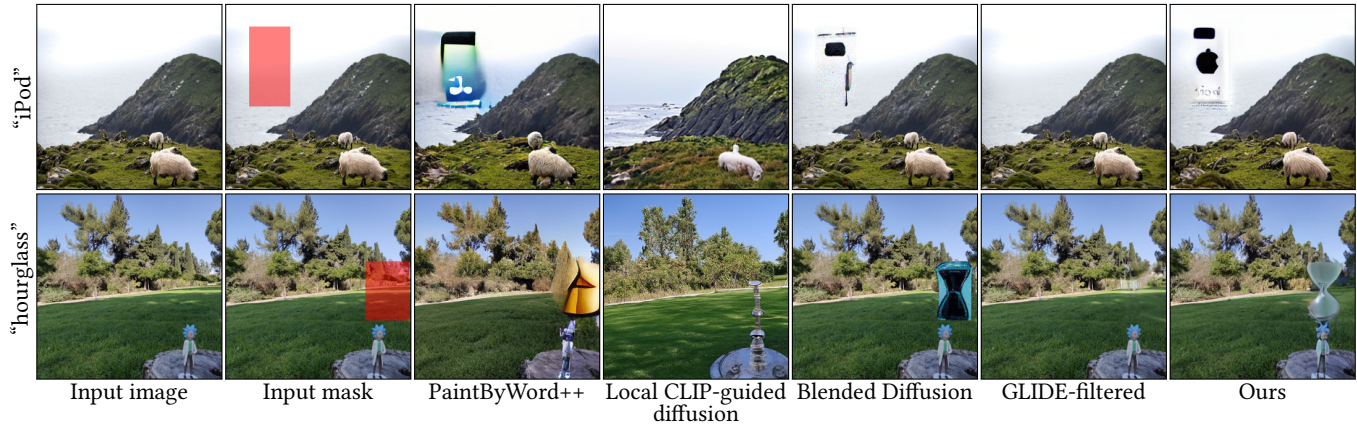 “iPod”
“hourglass”
Input image
Input mask
PaintByWord++
Local CLIP-guided
diffusion
Blended Diffusion
GLIDE-filtered
Ours